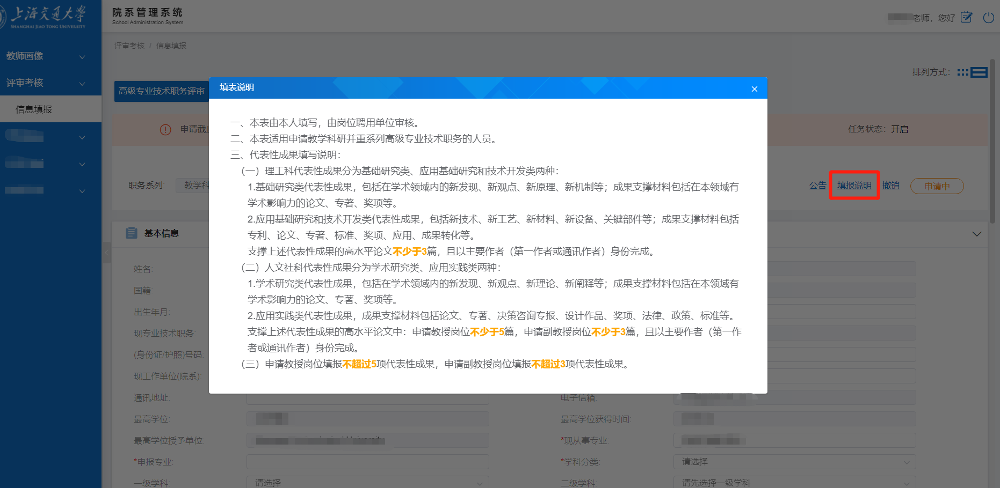 上海交通大学
SHANGHAI JIAO TONG UNIVERSITY
院系管理系统
School Administration System
老师，您好
教师画像
评审考核
信息填报
评审考核 / 信息填报
排列方式：
高级专业技术职务评审
填表说明
申请截
任务状态：开启
职务系列:
教学科
公告
填报说明
撤销
申请中
一、本表由本人填写，由岗位聘用单位审核。
二、本表适用申请教学科研并重系列高级专业技术职务的人员。
三、代表性成果填写说明：
（一）理工科代表性成果分为基础研究类、应用基础研究和技术开发类两种：
1.基础研究类代表性成果，包括在学术领域内的新发现、新观点、新原理、新机制等；成果支撑材料包括在本领域有
学术影响力的论文、专著、奖项等。
2.应用基础研究和技术开发类代表性成果，包括新技术、新工艺、新材料、新设备、关键部件等；成果支撑材料包括
专利、论文、专著、标准、奖项、应用、成果转化等。
支撑上述代表性成果的高水平论文不少于3篇，且以主要作者（第一作者或通讯作者）身份完成。
（二）人文社科代表性成果分为学术研究类、应用实践类两种：
1.学术研究类代表性成果，包括在学术领域内的新发现、新观点、新理论、新阐释等；成果支撑材料包括在本领域有
学术影响力的论文、专著、奖项等。
2.应用实践类代表性成果，成果支撑材料包括论文、专著、决策咨询专报、设计作品、奖项、法律、政策、标准等。
支撑上述代表性成果的高水平论文中：申请教授岗位不少于5篇，申请副教授岗位不少于3篇，且以主要作者（第一作
者或通讯作者）身份完成。
（三）申请教授岗位填报不超过5项代表性成果，申请副教授岗位填报不超过3项代表性成果。
基本信息
姓名:
国籍:
出生年月:
现专业技术职务:
(身份证/护照)号码:
现工作单位(院系):
通讯地址:
电子信箱:
最高学位:
最高学位获得时间:
最高学位授予单位:
*现从事专业:
*申报专业:
*学科分类:
请选择
一级学科:
请选择
二级学科:
请先选择一级学科